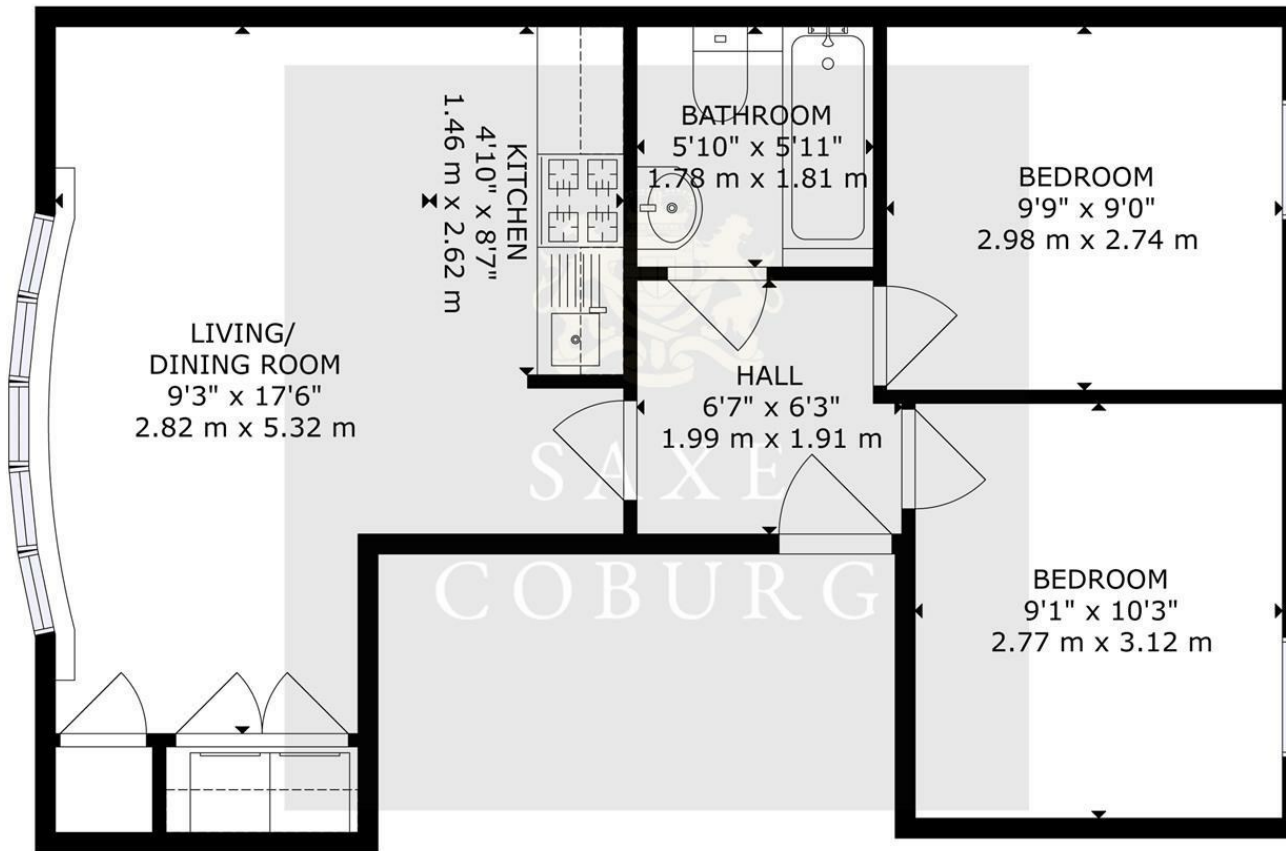 LIVING/
DINING ROOM
9'3" x 17'6"
2.82 m x 5.32 m
KITCHEN
4'10" x 8'7"
1.46 m x 2.62 m
BATHROOM
5'10" x 5'11"
1.78 m x 1.81 m
BEDROOM
9'9" x 9'0"
2.98 m x 2.74 m
HALL
6'7" x 6'3"
1.99 m x 1.91 m
BEDROOM
9'1" x 10'3"
2.77 m x 3.12 m
SAXE
COBURG